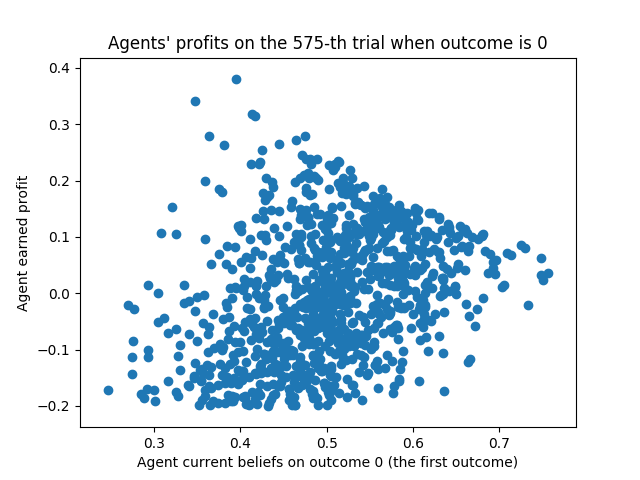 Agents' profits on the 575-th trial when outcome is 0
0.4
0.3
0.2
0.1
0.0
−0.1
−0.2
Agent earned profit
0.3 0.4 0.5 0.6 0.7
Agent current beliefs on outcome 0 (the first outcome)